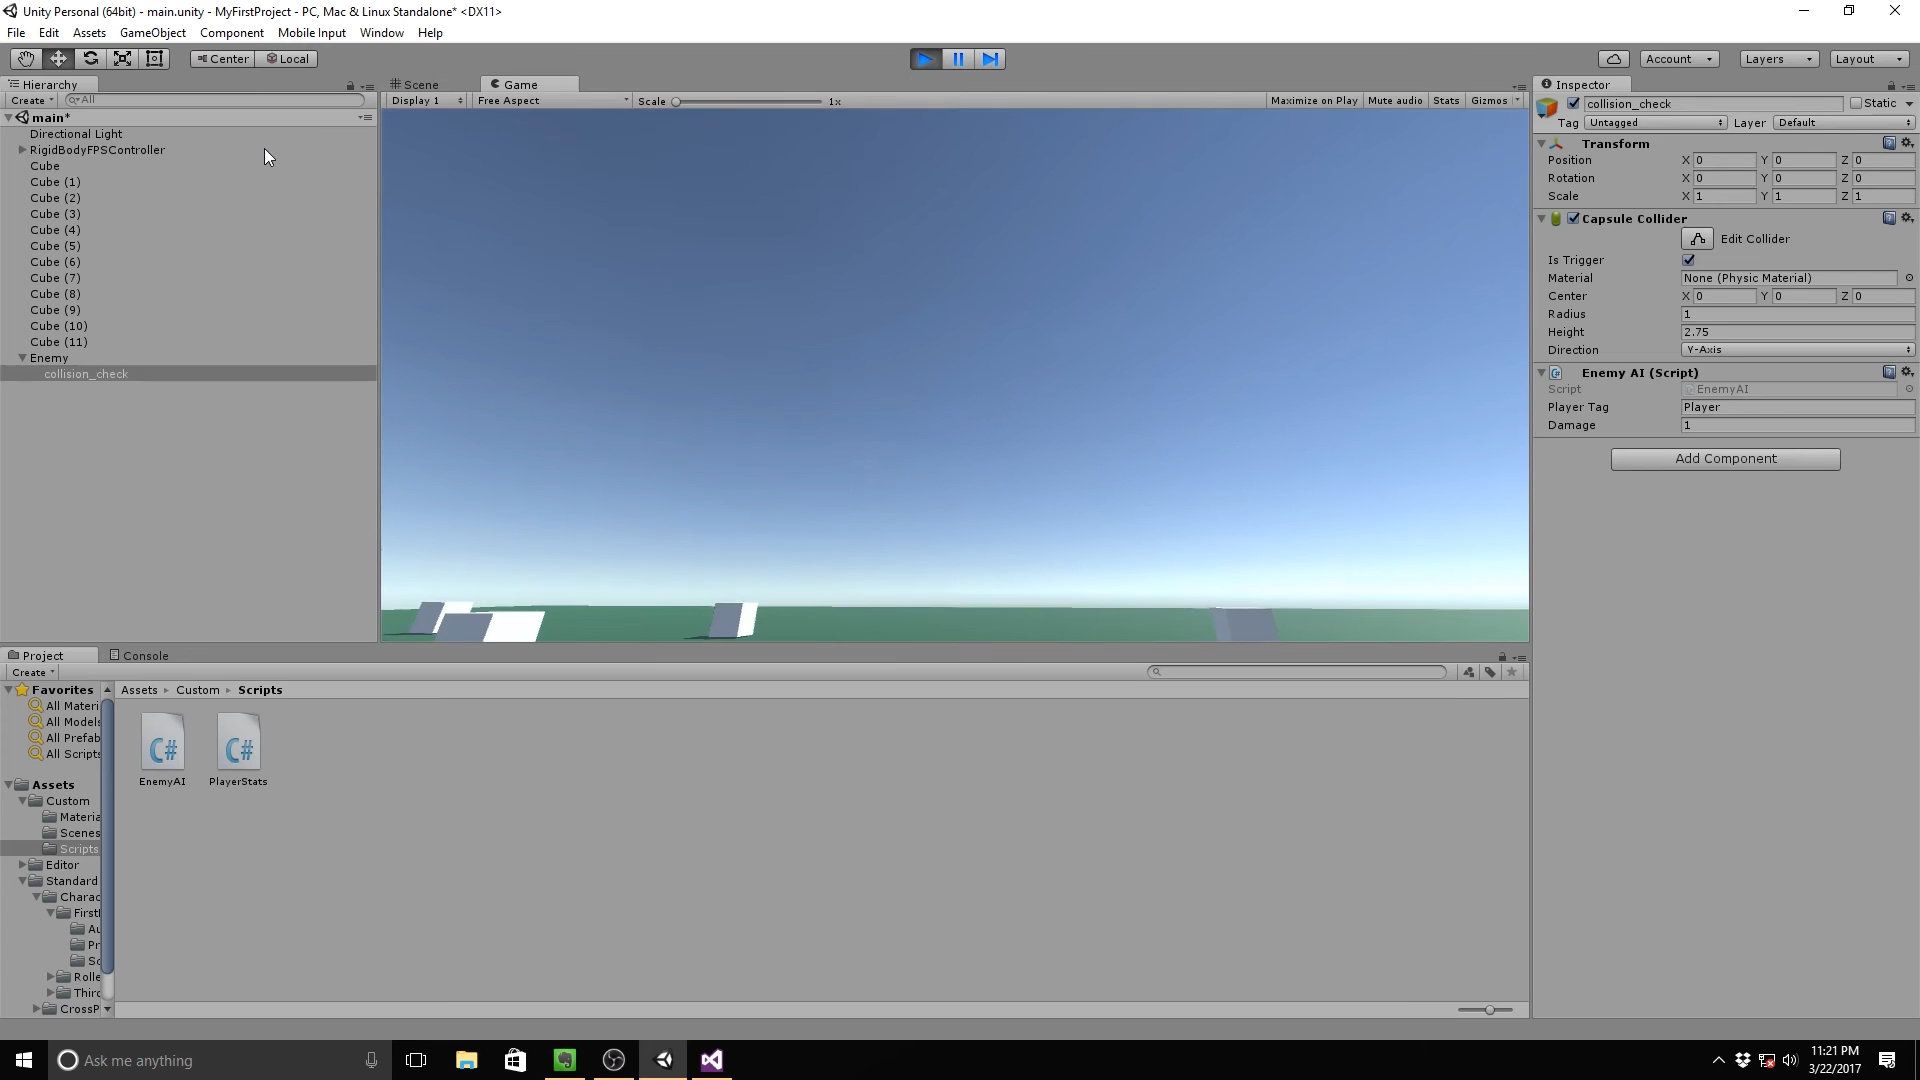 Unity Personal (64bit) - main.unity - MyFirstProject - PC, Mac & Linux Standalone* <DX11>
File Edit Assets GameObject Component Mobile Input Window Help
Center Local Account Layers Layout
Hierarchy
Create All
main*
Directional Light
RigidBodyFPSController
Cube
Cube (1)
Cube (2)
Cube (3)
Cube (4)
Cube (5)
Cube (6)
Cube (7)
Cube (8)
Cube (9)
Cube (10)
Cube (11)
Enemy
collision_check
Scene Game
Display 1 Free Aspect Scale 1x Maximize on Play Mute audio Stats Gizmos
Inspector
collision_check Static
Tag Untagged Layer Default
Transform
Position X 0 Y 0 Z 0
Rotation X 0 Y 0 Z 0
Scale X 1 Y 1 Z 1
Capsule Collider
Edit Collider
Is Trigger
Material None (Physic Material)
Center X 0 Y 0 Z 0
Radius 1
Height 2.75
Direction Y-Axis
C# Enemy AI (Script)
Script EnemyAI
Player Tag Player
Damage 1
Add Component
Project Console
Create
Favorites
All Materi
All Models
All Prefab
All Scripts
Assets
Custom
Materia
Scenes
Scripts
Editor
Standard
Charac
First
Au
Pr
Sc
Rolle
Thir
CrossP
Assets Custom Scripts
C# C#
EnemyAI PlayerStats
Ask me anything
11:21 PM
3/22/2017